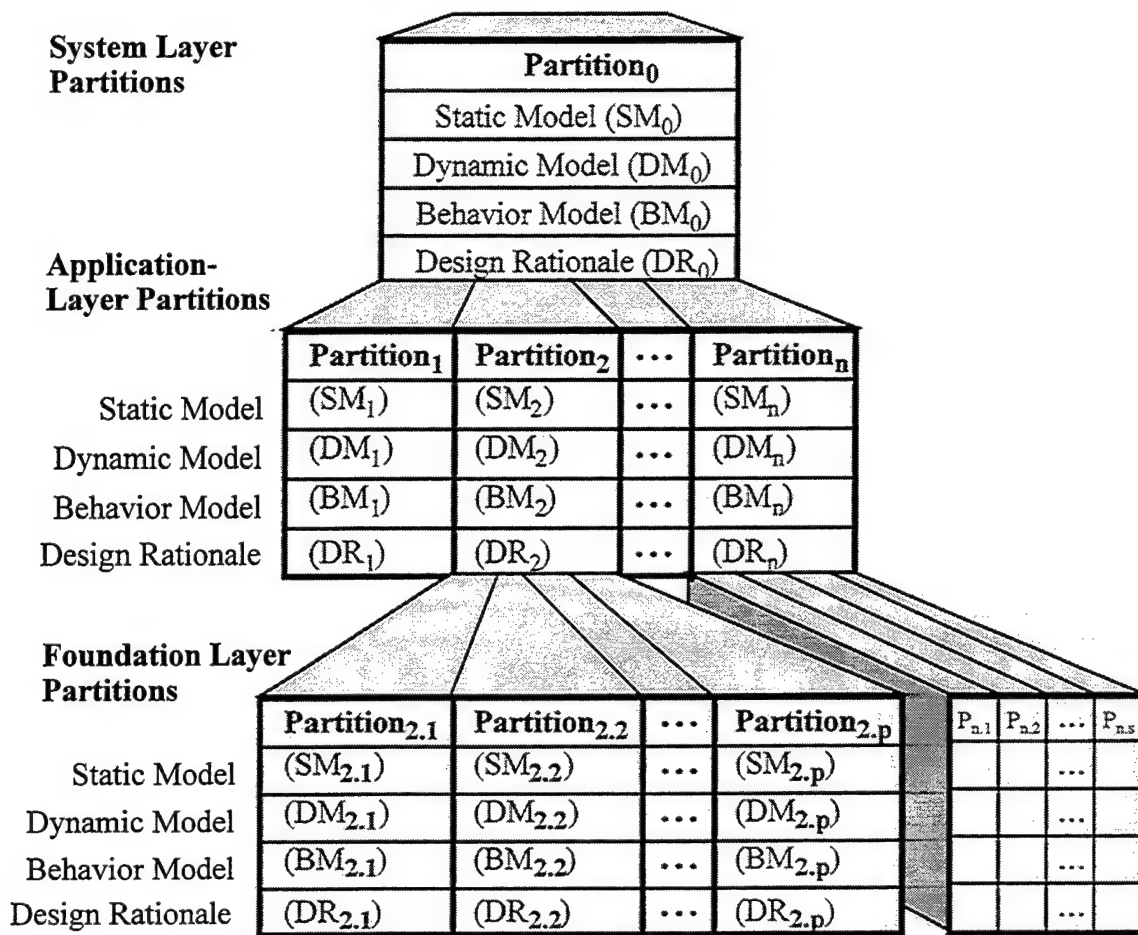 System Layer
Partitions
Partition₀
Static Model (SM₀)
Dynamic Model (DM₀)
Behavior Model (BM₀)
Design Rationale (DR₀)
Application-
Layer Partitions
Partition₁ Partition₂ ... Partitionₙ
Static Model (SM₁) (SM₂) ... (SMₙ)
Dynamic Model (DM₁) (DM₂) ... (DMₙ)
Behavior Model (BM₁) (BM₂) ... (BMₙ)
Design Rationale (DR₁) (DR₂) ... (DRₙ)
Foundation Layer
Partitions
Partition2.1 Partition2.2 ... Partition2.p Pn.1 Pn.2 ... Pn.s
Static Model (SM2.1) (SM2.2) ... (SM2.p) ...
Dynamic Model (DM2.1) (DM2.2) ... (DM2.p) ...
Behavior Model (BM2.1) (BM2.2) ... (BM2.p) ...
Design Rationale (DR2.1) (DR2.2) ... (DR2.p) ...